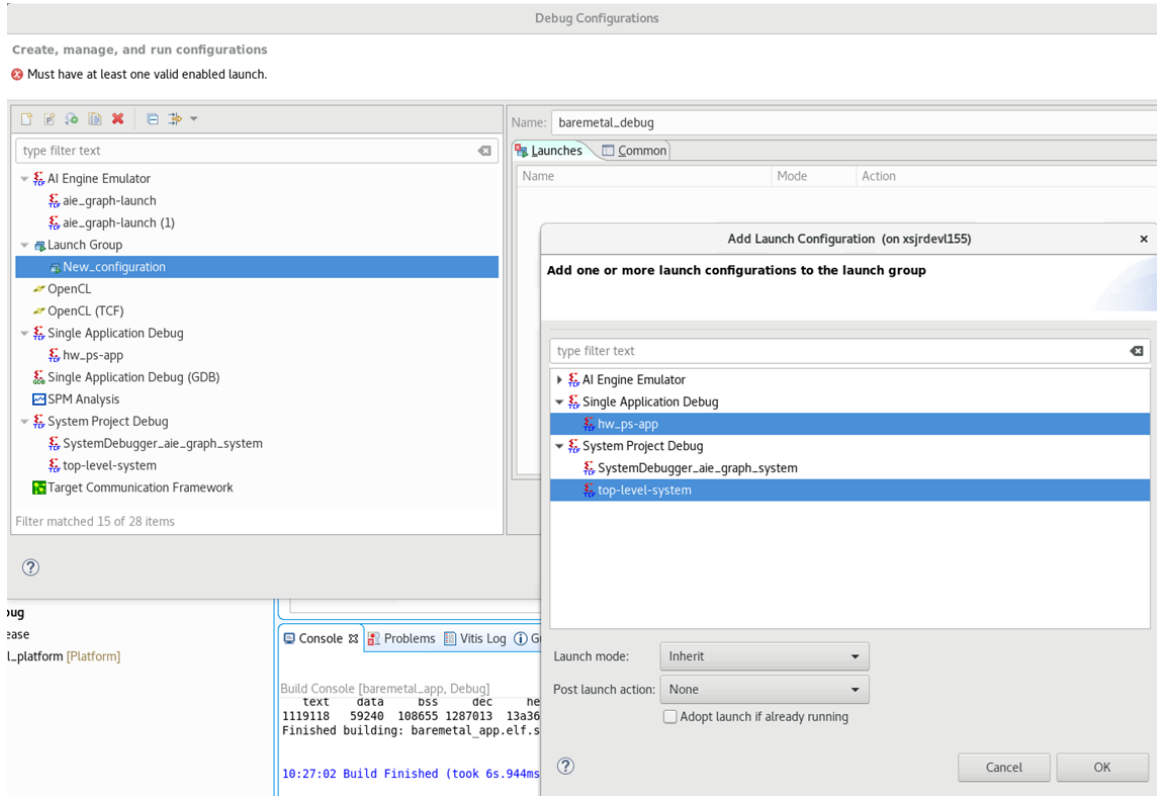 Debug Configurations
Create, manage, and run configurations
Must have at least one valid enabled launch.
type filter text
AI Engine Emulator
aie_graph-launch
aie_graph-launch (1)
Launch Group
New_configuration
OpenCL
OpenCL (TCF)
Single Application Debug
hw_ps-app
Single Application Debug (GDB)
SPM Analysis
System Project Debug
SystemDebugger_aie_graph_system
top-level-system
Target Communication Framework
Filter matched 15 of 28 items
Name: baremetal_debug
Launches Common
Name Mode Action
Add Launch Configuration (on xsjrdevl155)
Add one or more launch configurations to the launch group
type filter text
AI Engine Emulator
Single Application Debug
hw_ps-app
System Project Debug
SystemDebugger_aie_graph_system
top-level-system
Launch mode: Inherit
Post launch action: None
Adopt launch if already running
Cancel OK
bug
ease
l_platform [Platform]
Console Problems Vitis Log G
Build Console [baremetal_app, Debug]
text data bss dec he
1119118 59240 108655 1287013 13a36
Finished building: baremetal_app.elf.s
10:27:02 Build Finished (took 6s.944ms